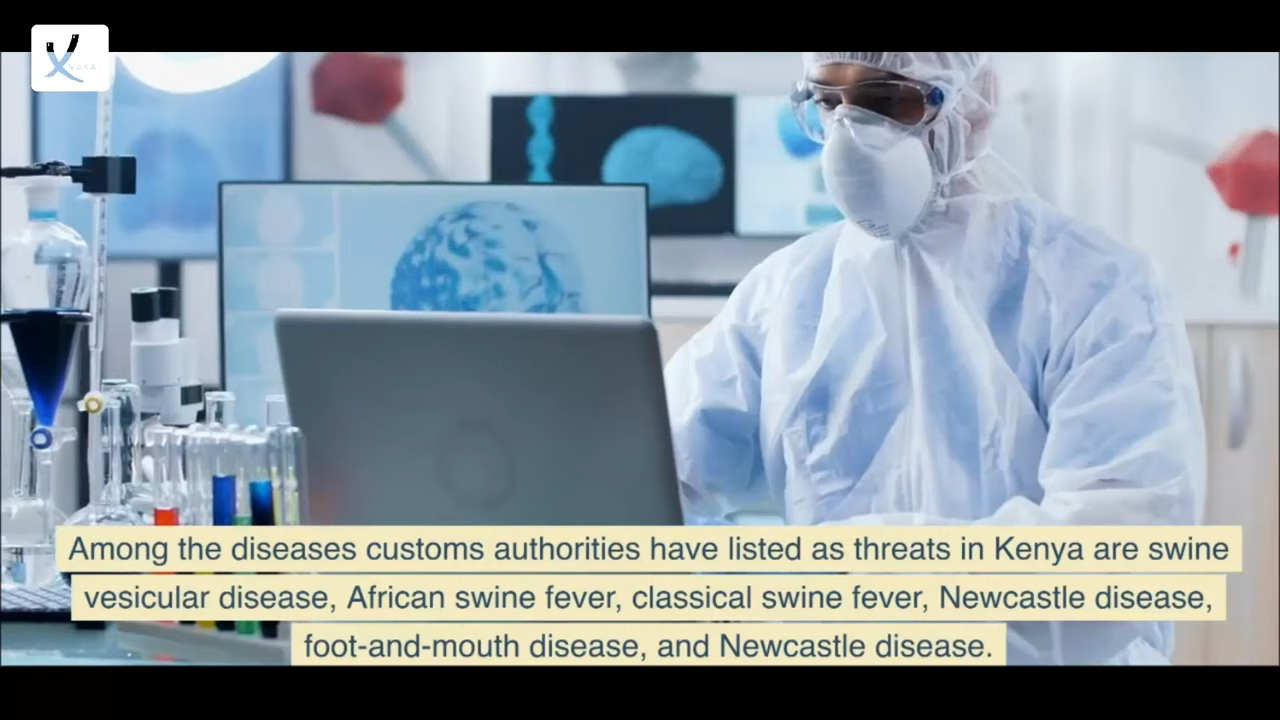 VAXA
Among the diseases customs authorities have listed as threats in Kenya are swine
vesicular disease, African swine fever, classical swine fever, Newcastle disease,
foot-and-mouth disease, and Newcastle disease.